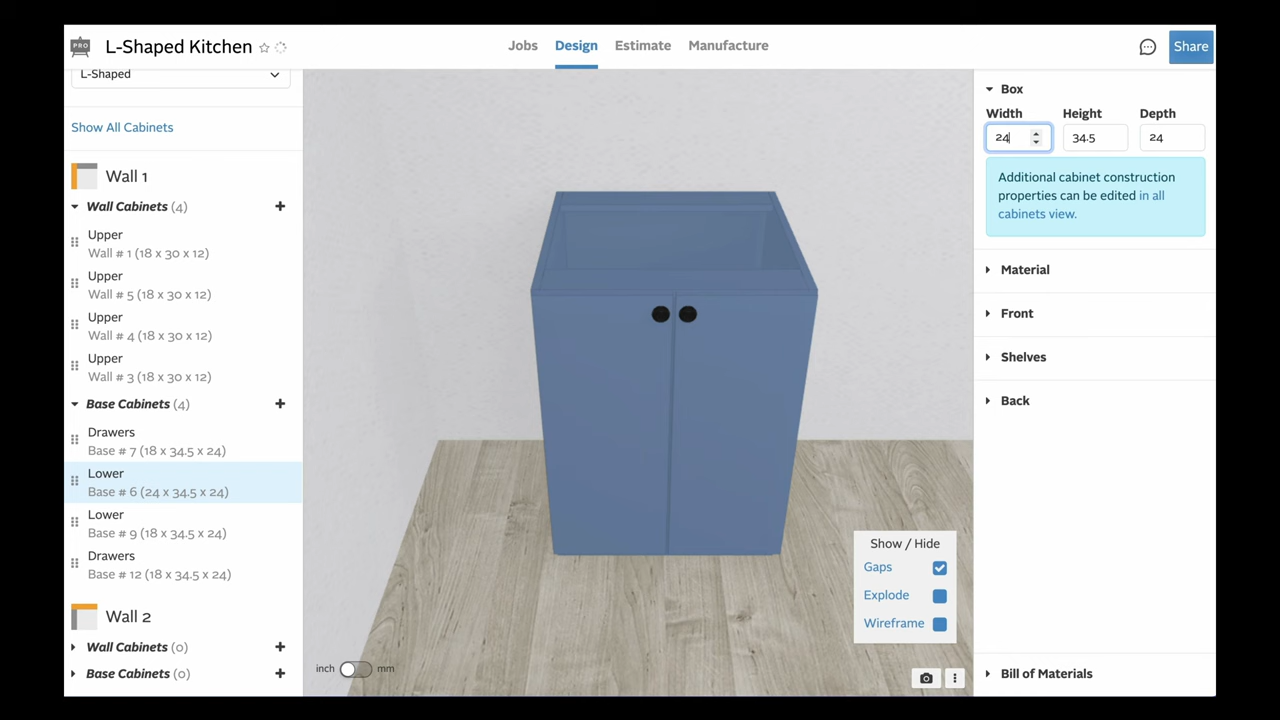 PRO
L-Shaped Kitchen
Jobs
Design
Estimate
Manufacture
Share
L-Shaped
Show All Cabinets
Wall 1
Wall Cabinets (4)
Upper
Wall # 1 (18 x 30 x 12)
Upper
Wall # 5 (18 x 30 x 12)
Upper
Wall # 4 (18 x 30 x 12)
Upper
Wall # 3 (18 x 30 x 12)
Base Cabinets (4)
Drawers
Base # 7 (18 x 34.5 x 24)
Lower
Base # 6 (24 x 34.5 x 24)
Lower
Base # 9 (18 x 34.5 x 24)
Drawers
Base # 12 (18 x 34.5 x 24)
Wall 2
Wall Cabinets (0)
Base Cabinets (0)
inch
mm
Show / Hide
Gaps
Explode
Wireframe
Box
Width Height Depth
24 34.5 24
Additional cabinet construction
properties can be edited in all
cabinets view.
Material
Front
Shelves
Back
Bill of Materials